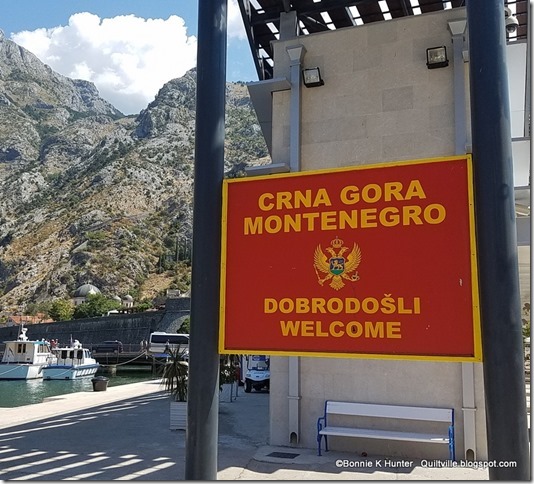 CRNA GORA
MONTENEGRO
DOBRODOŠLI
WELCOME
©Bonnie K Hunter Quiltville.blogspot.com